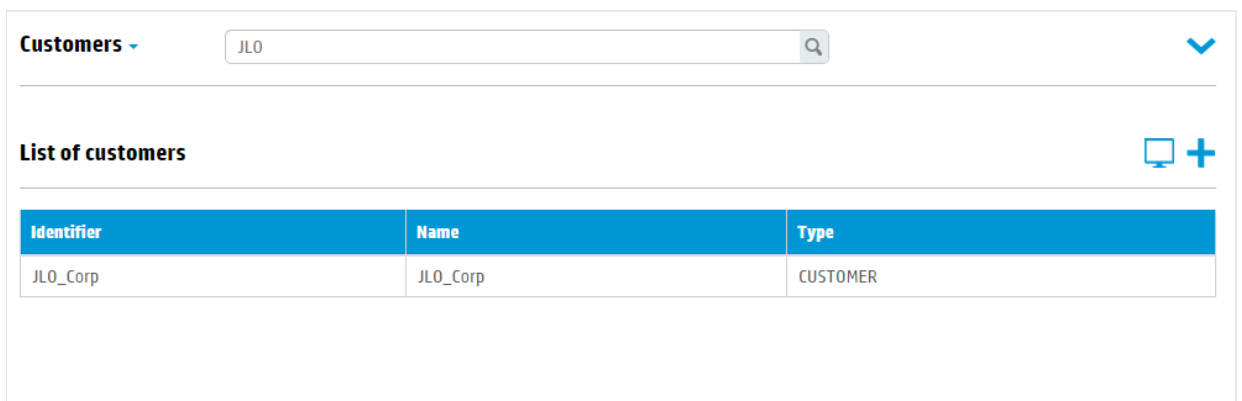 Customers
JLO
List of customers
Identifier Name Type
JLO_Corp JLO_Corp CUSTOMER